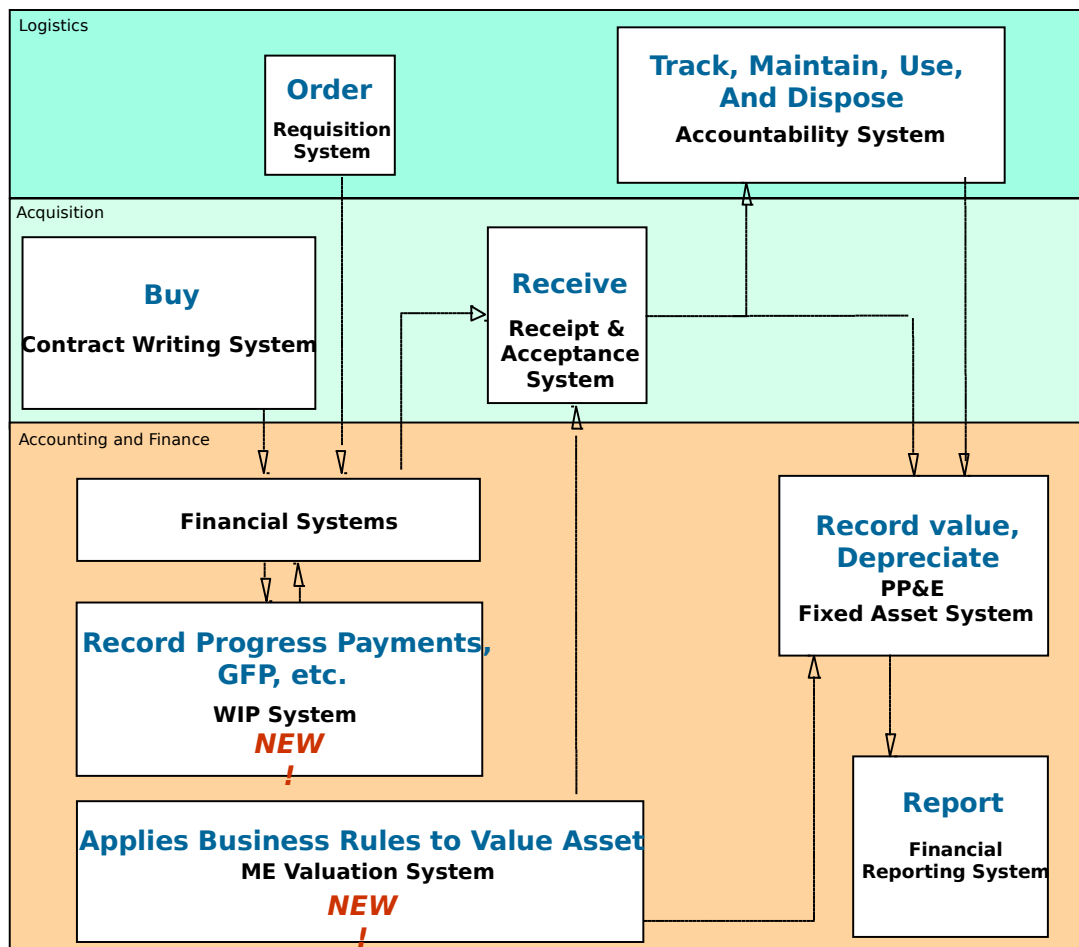 Logistics
Order
Requisition
System
Track, Maintain, Use,
And Dispose
Accountability System
Acquisition
Buy
Contract Writing System
Receive
Receipt &
Acceptance
System
Accounting and Finance
Financial Systems
Record value,
Depreciate
PP&E
Fixed Asset System
Record Progress Payments,
GFP, etc.
WIP System
NEW
!
Applies Business Rules to Value Asset
ME Valuation System
NEW
!
Report
Financial
Reporting System